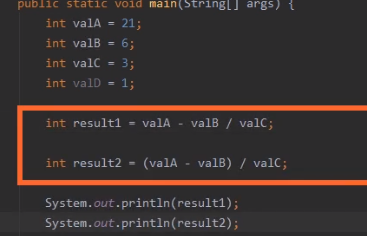 public static void main(String[] args) {
int valA = 21;
int valB = 6;
int valC = 3;
int valD = 1;
int result1 = valA - valB / valC;
int result2 = (valA - valB) / valC;
System.out.println(result1);
System.out.println(result2);